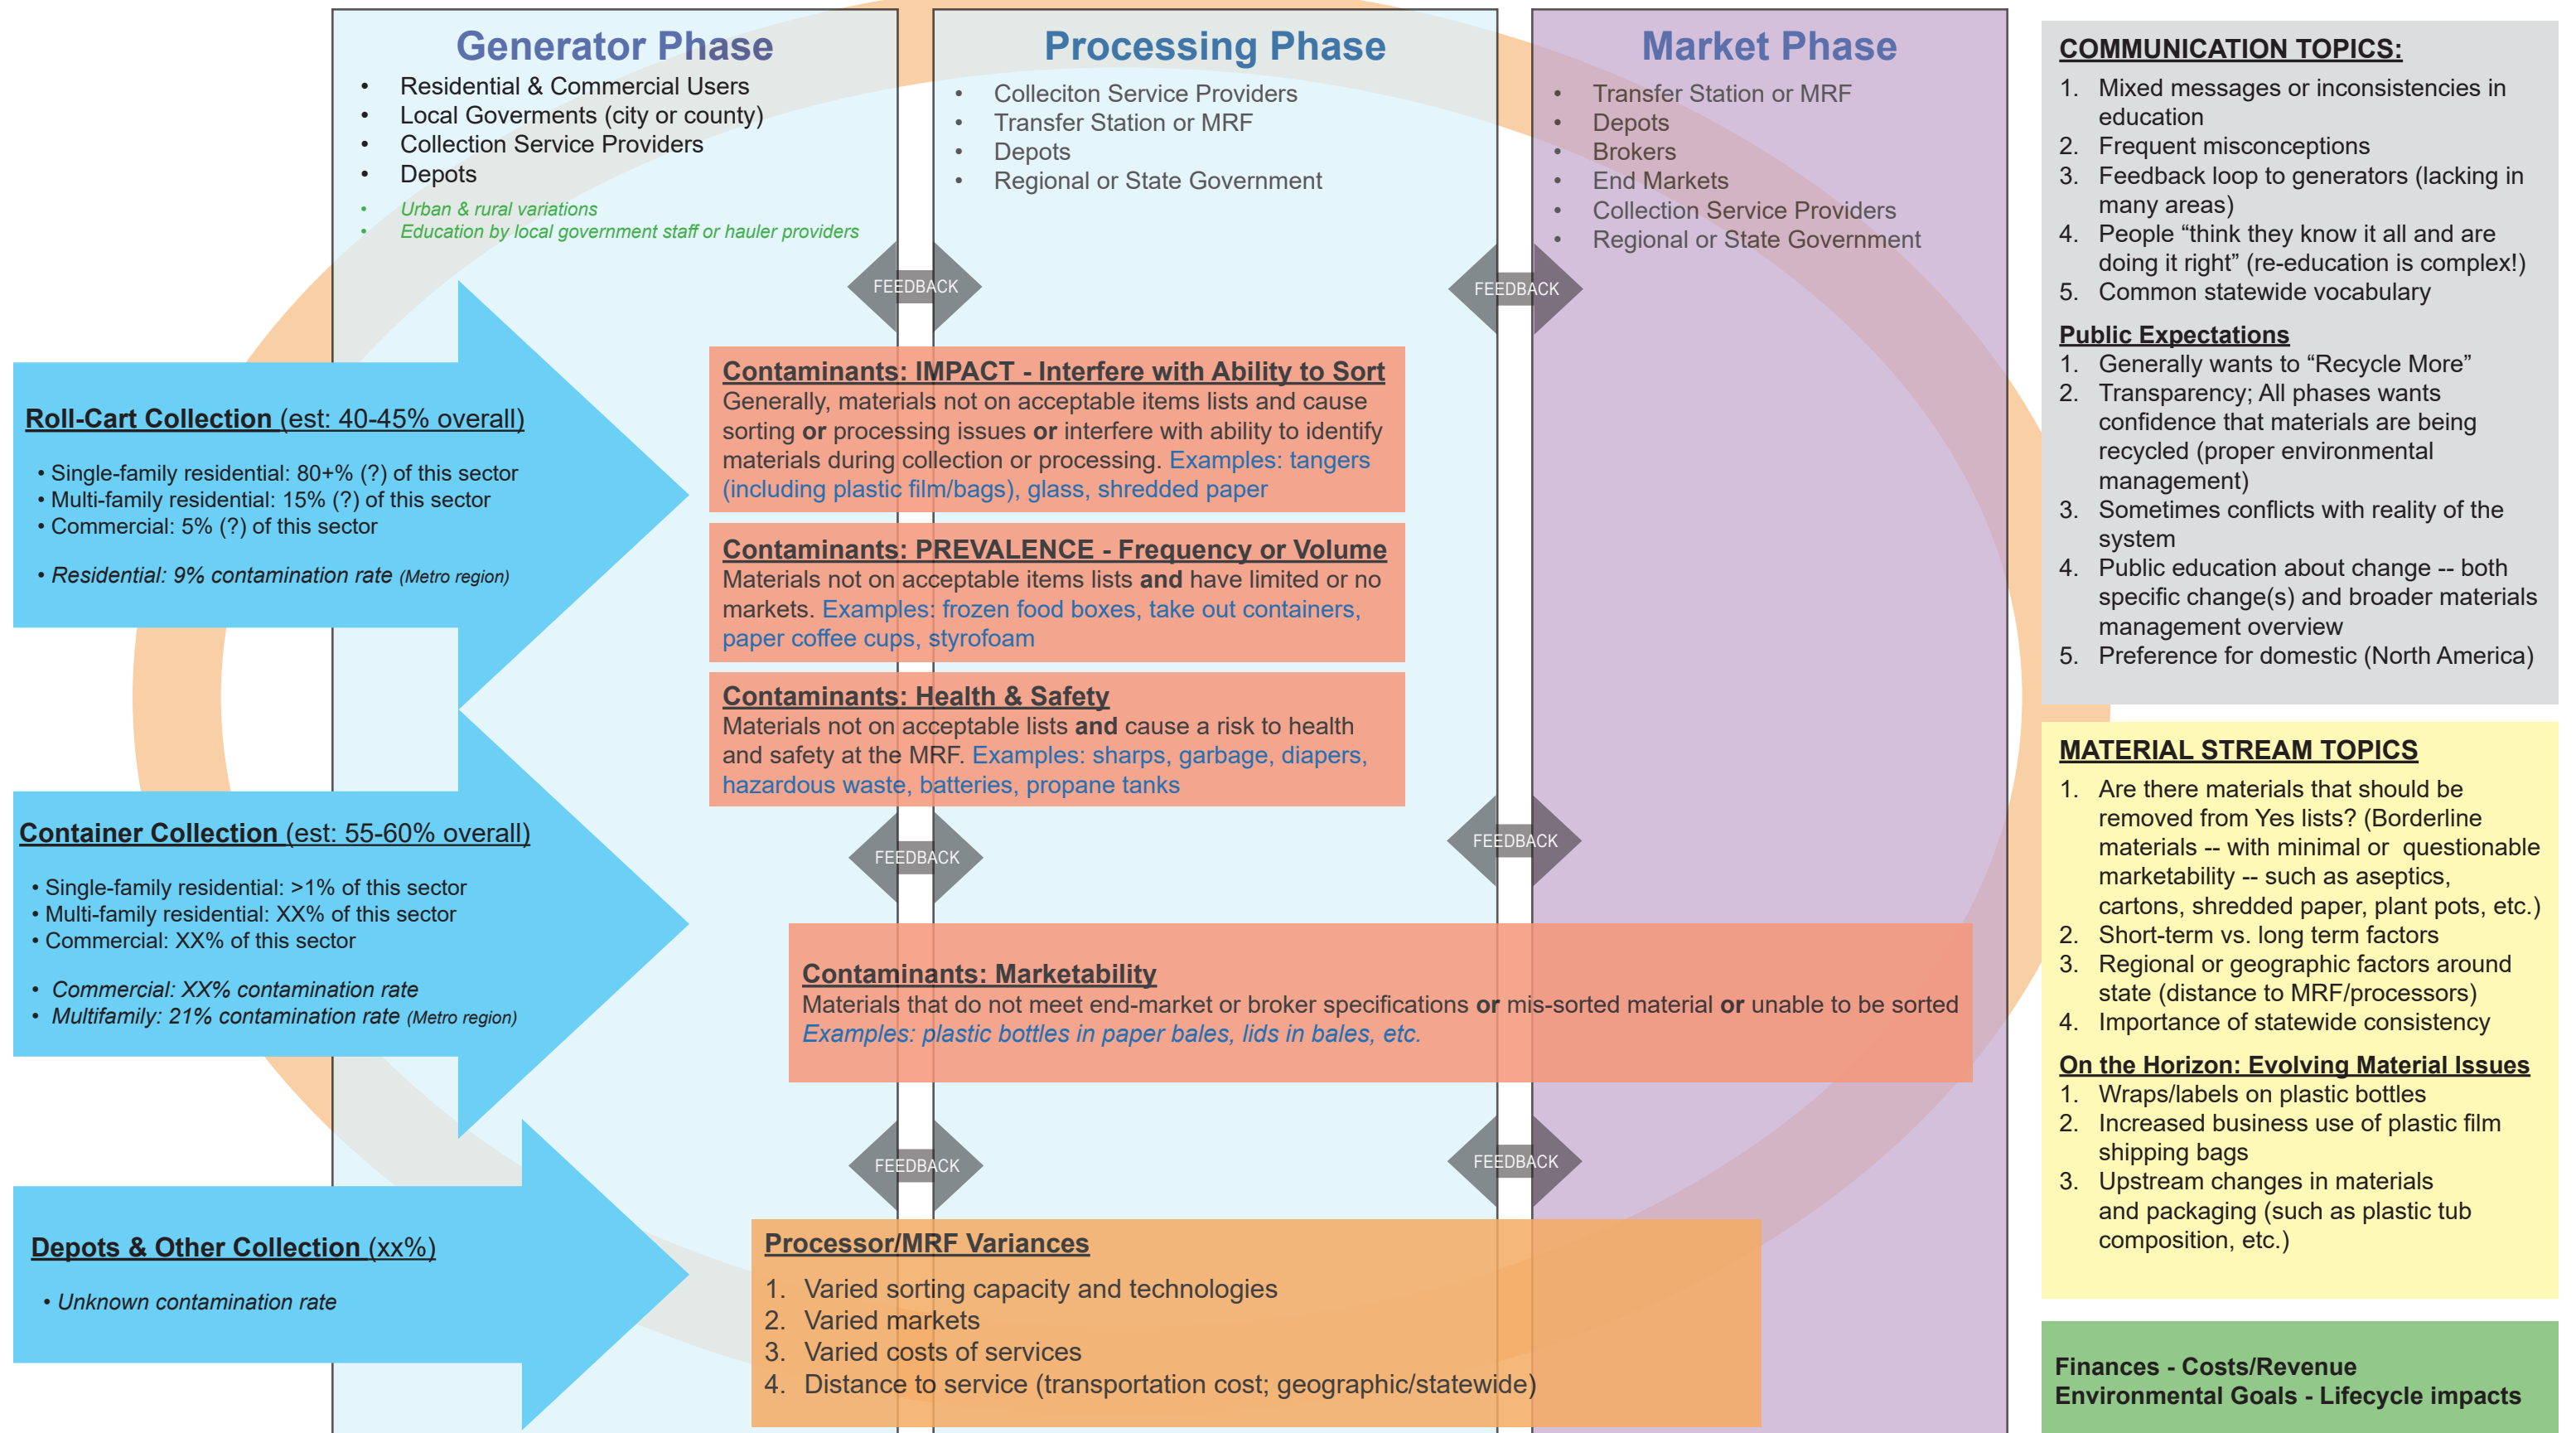 Generator Phase
• Residential & Commercial Users
• Local Goverments (city or county)
• Collection Service Providers
• Depots
• Urban & rural variations
• Education by local government staff or hauler providers
Processing Phase
• Colleciton Service Providers
• Transfer Station or MRF
• Depots
• Regional or State Government
Market Phase
• Transfer Station or MRF
• Depots
• Brokers
• End Markets
• Collection Service Providers
• Regional or State Government
FEEDBACK
FEEDBACK
Roll-Cart Collection (est: 40-45% overall)
• Single-family residential: 80+% (?) of this sector
• Multi-family residential: 15% (?) of this sector
• Commercial: 5% (?) of this sector
• Residential: 9% contamination rate (Metro region)
Contaminants: IMPACT - Interfere with Ability to Sort
Generally, materials not on acceptable items lists and cause
sorting or processing issues or interfere with ability to identify
materials during collection or processing. Examples: tangers
(including plastic film/bags), glass, shredded paper
Contaminants: PREVALENCE - Frequency or Volume
Materials not on acceptable items lists and have limited or no
markets. Examples: frozen food boxes, take out containers,
paper coffee cups, styrofoam
Contaminants: Health & Safety
Materials not on acceptable lists and cause a risk to health
and safety at the MRF. Examples: sharps, garbage, diapers,
hazardous waste, batteries, propane tanks
Container Collection (est: 55-60% overall)
• Single-family residential: >1% of this sector
• Multi-family residential: XX% of this sector
• Commercial: XX% of this sector
• Commercial: XX% contamination rate
• Multifamily: 21% contamination rate (Metro region)
FEEDBACK
FEEDBACK
Contaminants: Marketability
Materials that do not meet end-market or broker specifications or mis-sorted material or unable to be sorted
Examples: plastic bottles in paper bales, lids in bales, etc.
FEEDBACK
FEEDBACK
Depots & Other Collection (xx%)
• Unknown contamination rate
Processor/MRF Variances
1. Varied sorting capacity and technologies
2. Varied markets
3. Varied costs of services
4. Distance to service (transportation cost; geographic/statewide)
COMMUNICATION TOPICS:
1. Mixed messages or inconsistencies in
education
2. Frequent misconceptions
3. Feedback loop to generators (lacking in
many areas)
4. People “think they know it all and are
doing it right” (re-education is complex!)
5. Common statewide vocabulary
Public Expectations
1. Generally wants to “Recycle More”
2. Transparency; All phases wants
confidence that materials are being
recycled (proper environmental
management)
3. Sometimes conflicts with reality of the
system
4. Public education about change -- both
specific change(s) and broader materials
management overview
5. Preference for domestic (North America)
MATERIAL STREAM TOPICS
1. Are there materials that should be
removed from Yes lists? (Borderline
materials -- with minimal or questionable
marketability -- such as aseptics,
cartons, shredded paper, plant pots, etc.)
2. Short-term vs. long term factors
3. Regional or geographic factors around
state (distance to MRF/processors)
4. Importance of statewide consistency
On the Horizon: Evolving Material Issues
1. Wraps/labels on plastic bottles
2. Increased business use of plastic film
shipping bags
3. Upstream changes in materials
and packaging (such as plastic tub
composition, etc.)
Finances - Costs/Revenue
Environmental Goals - Lifecycle impacts